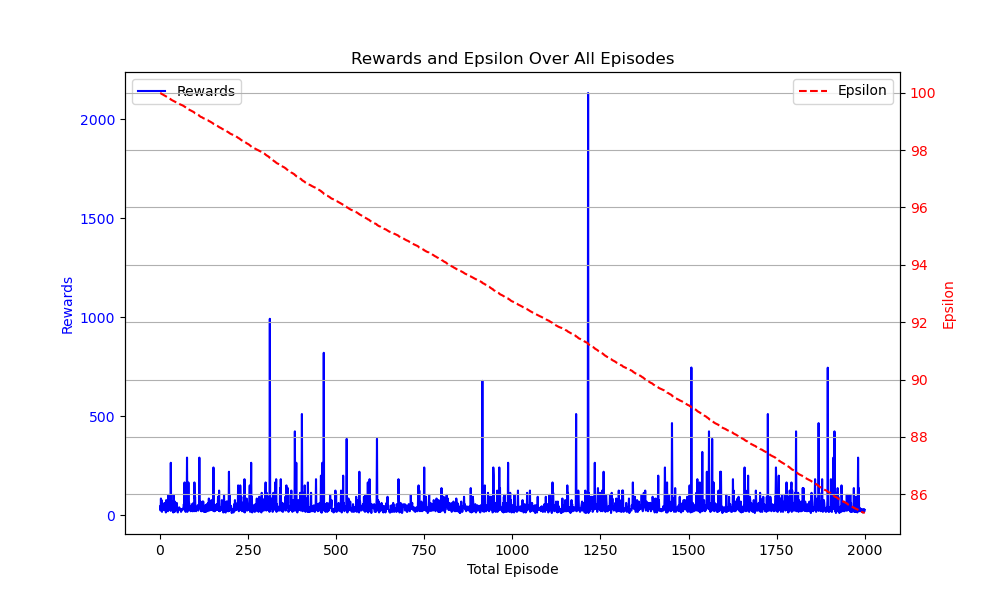 Rewards and Epsilon Over All Episodes
Rewards
Epsilon
2000
1500
1000
500
0
Rewards
100
98
96
94
92
90
88
86
Epsilon
0 250 500 750 1000 1250 1500 1750 2000
Total Episode